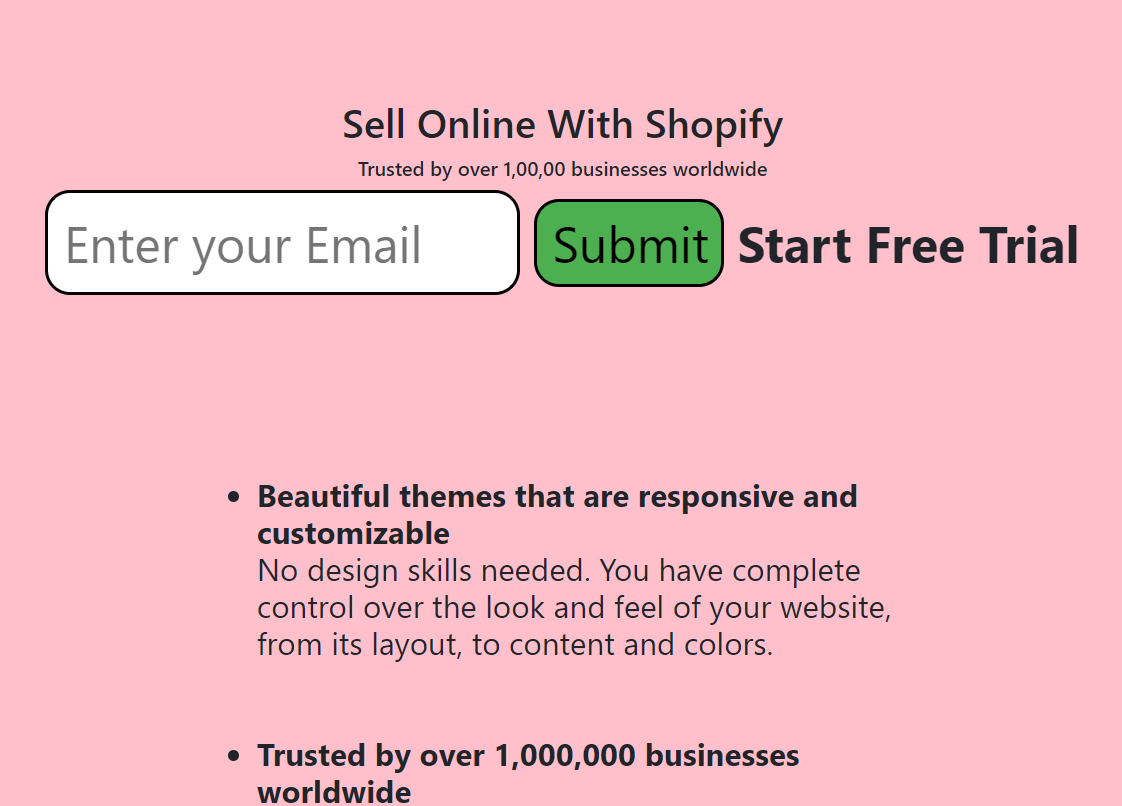 Sell Online With Shopify
Trusted by over 1,00,00 businesses worldwide
Enter your Email Submit Start Free Trial
Beautiful themes that are responsive and
customizable
No design skills needed. You have complete
control over the look and feel of your website,
from its layout, to content and colors.
Trusted by over 1,000,000 businesses
worldwide